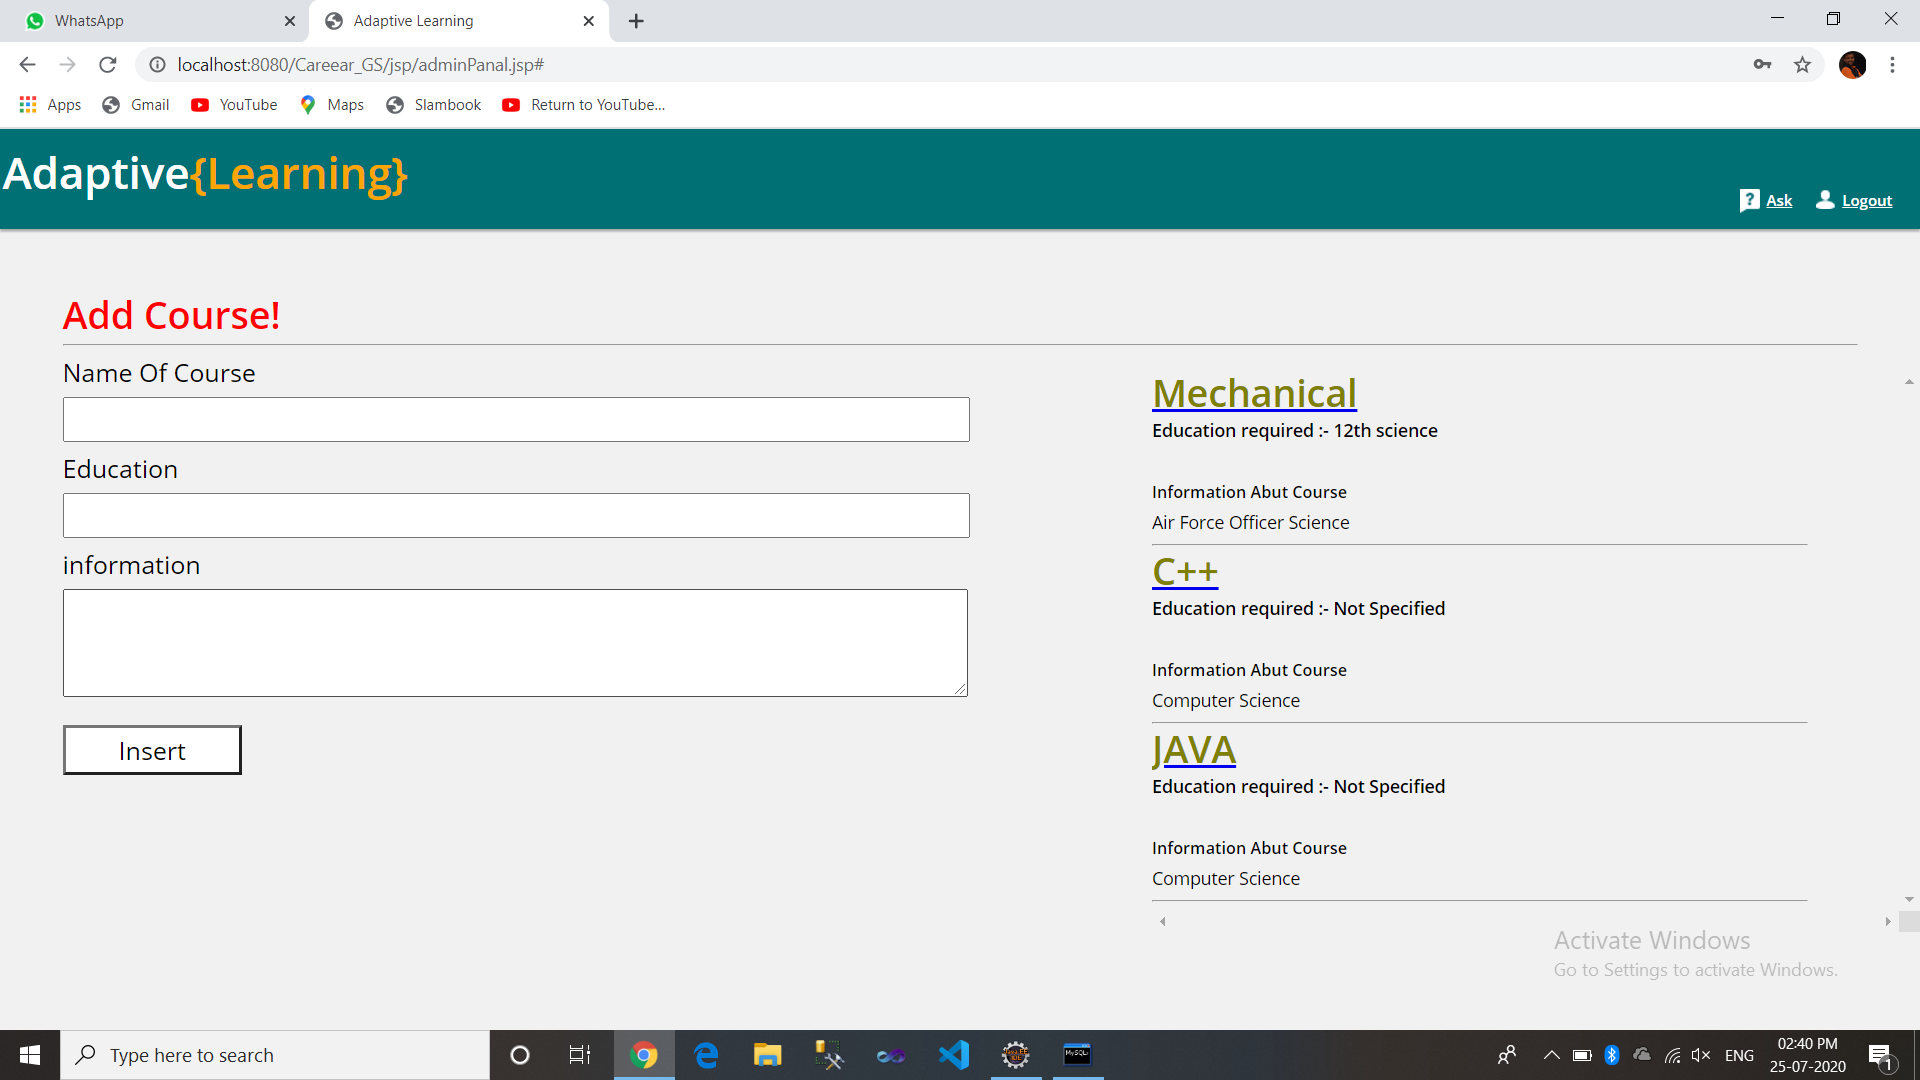 WhatsApp
Adaptive Learning
localhost:8080/Careear_GS/jsp/adminPanal.jsp#
Apps
Gmail
YouTube
Maps
Slambook
Return to YouTube...
Adaptive{Learning}
? Ask
Logout
Add Course!
Name Of Course
Education
information
Insert
Mechanical
Education required :- 12th science
Information Abut Course
Air Force Officer Science
C++
Education required :- Not Specified
Information Abut Course
Computer Science
JAVA
Education required :- Not Specified
Information Abut Course
Computer Science
Activate Windows
Go to Settings to activate Windows.
Type here to search
ENG
02:40 PM
25-07-2020
1